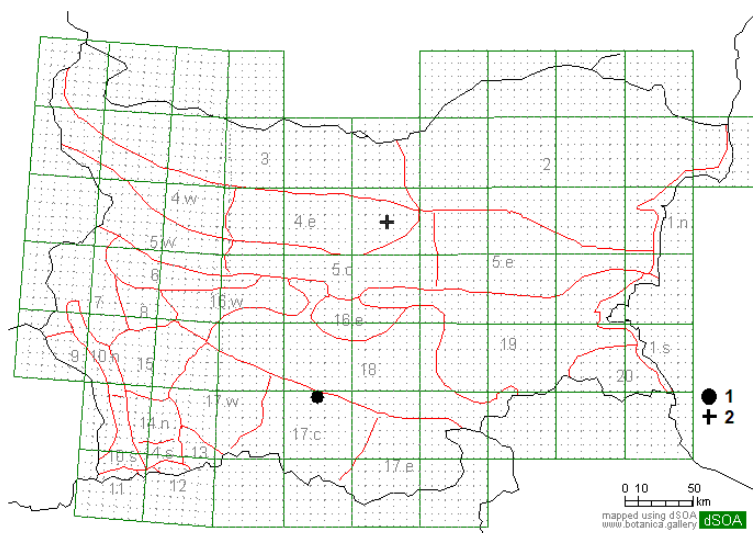 3
2
4.w
4.e
1.n
5.w
5.c
5.e
6
7
8
16.w
16.e
9
10.n
15
18
19
1.s
20
17.w
1
14.n
2
17.c
10.s
13
17.e
11
12
0 10 50
km
mapped using dSOA
www.botanica.gallery
dSOA